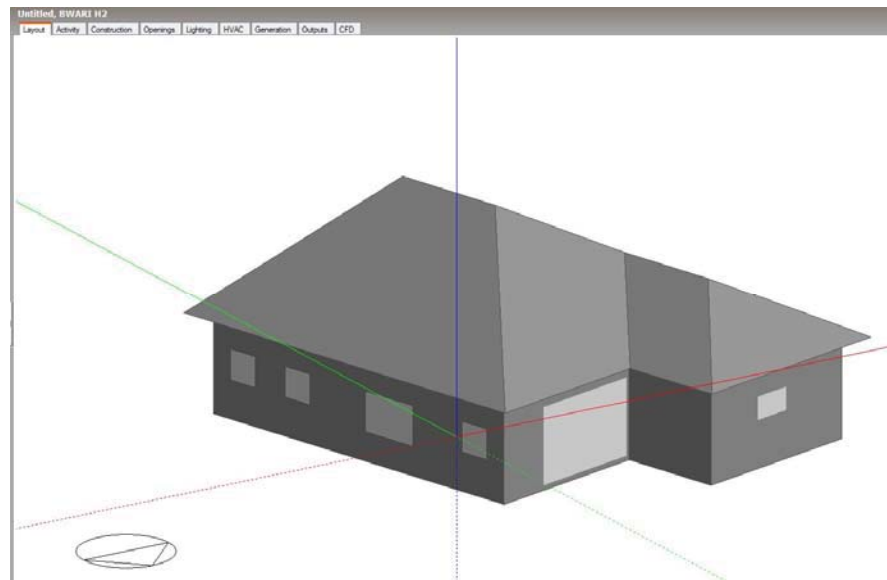 Untitled, BWARI H2
Layout Activity Construction Openings Lighting HVAC Generation Outputs CFD